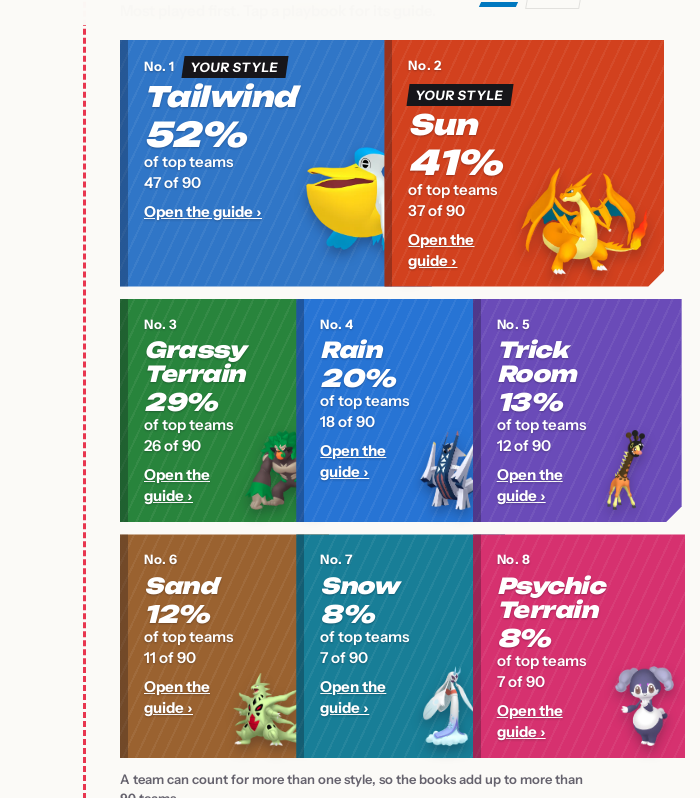 No. 1 YOUR STYLE
Tailwind
52%
of top teams
47 of 90
Open the guide ›
No. 2
YOUR STYLE
Sun
41%
of top teams
37 of 90
Open the
guide ›
No. 3
Grassy
Terrain
29%
of top teams
26 of 90
Open the
guide ›
No. 4
Rain
20%
of top teams
18 of 90
Open the
guide ›
No. 5
Trick
Room
13%
of top teams
12 of 90
Open the
guide ›
No. 6
Sand
12%
of top teams
11 of 90
Open the
guide ›
No. 7
Snow
8%
of top teams
7 of 90
Open the
guide ›
No. 8
Psychic
Terrain
8%
of top teams
7 of 90
Open the
guide ›
A team can count for more than one style, so the books add up to more than
90 teams